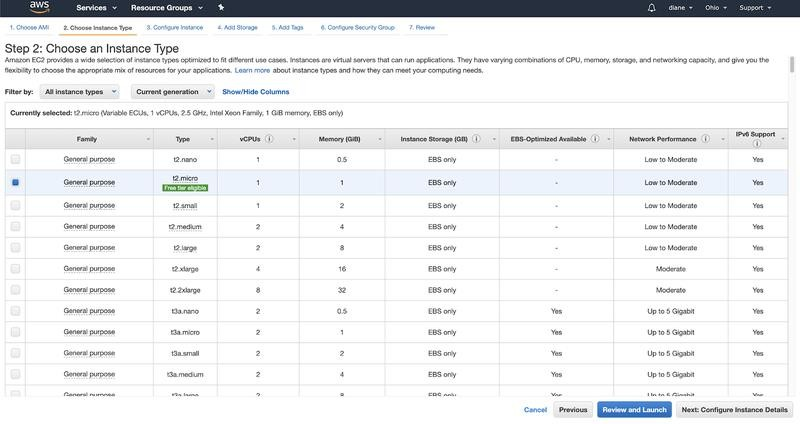 aws Services Resource Groups diane Ohio Support
1. Choose AMI 2. Choose Instance Type 3. Configure Instance 4. Add Storage 5. Add Tags 6. Configure Security Group 7. Review
Step 2: Choose an Instance Type
Amazon EC2 provides a wide selection of instance types optimized to fit different use cases. Instances are virtual servers that can run applications. They have varying combinations of CPU, memory, storage, and networking capacity, and give you the
flexibility to choose the appropriate mix of resources for your applications. Learn more about instance types and how they can meet your computing needs.
Filter by: All instance types Current generation Show/Hide Columns
Currently selected: t2.micro (Variable ECUs, 1 vCPUs, 2.5 GHz, Intel Xeon Family, 1 GiB memory, EBS only)
Family Type vCPUs Memory (GiB) Instance Storage (GB) EBS-Optimized Available Network Performance IPv6 Support
General purpose t2.nano 1 0.5 EBS only - Low to Moderate Yes
General purpose t2.micro 1 1 EBS only - Low to Moderate Yes
Free tier eligible
General purpose t2.small 1 2 EBS only - Low to Moderate Yes
General purpose t2.medium 2 4 EBS only - Low to Moderate Yes
General purpose t2.large 2 8 EBS only - Low to Moderate Yes
General purpose t2.xlarge 4 16 EBS only - Moderate Yes
General purpose t2.2xlarge 8 32 EBS only - Moderate Yes
General purpose t3a.nano 2 0.5 EBS only Yes Up to 5 Gigabit Yes
General purpose t3a.micro 2 1 EBS only Yes Up to 5 Gigabit Yes
General purpose t3a.small 2 2 EBS only Yes Up to 5 Gigabit Yes
General purpose t3a.medium 2 4 EBS only Yes Up to 5 Gigabit Yes
General purpose t3a.large 2 8 EBS only Yes Up to 5 Gigabit Yes
Cancel Previous Review and Launch Next: Configure Instance Details